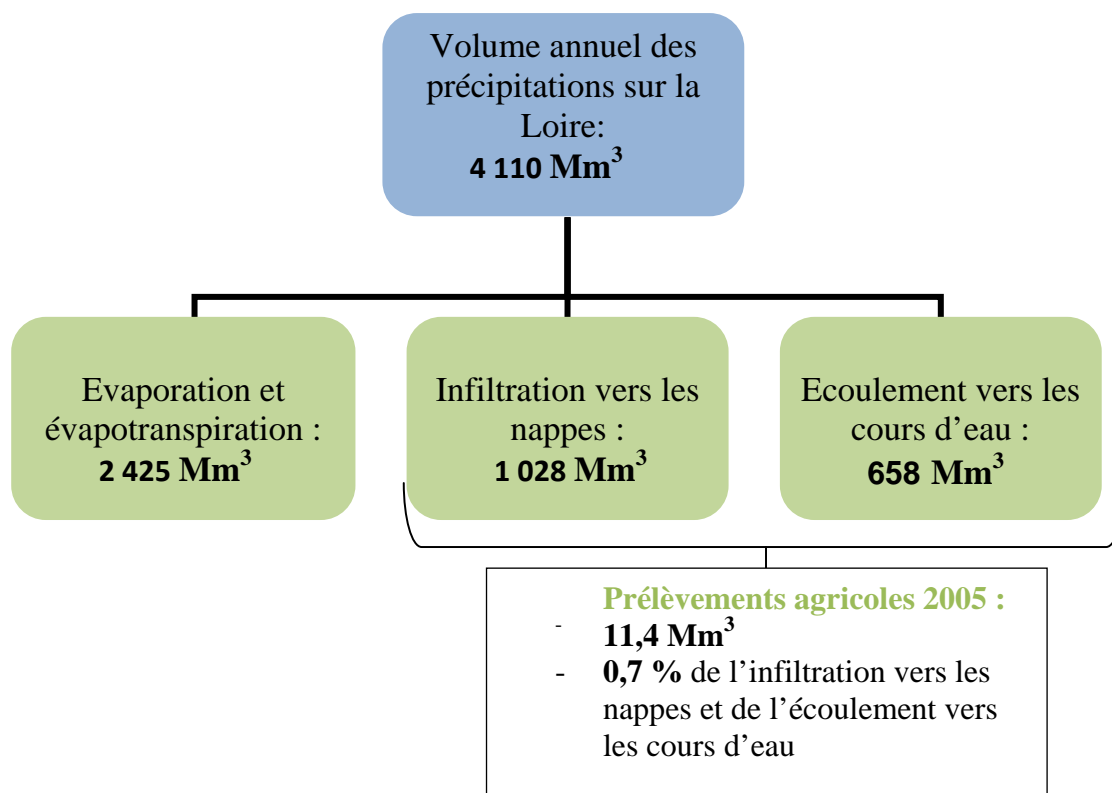 Volume annuel des
précipitations sur la
Loire:
4 110 Mm³
Evaporation et
évapotranspiration :
2 425 Mm³
Infiltration vers les
nappes :
1 028 Mm³
Ecoulement vers les
cours d’eau :
658 Mm³
Prélèvements agricoles 2005 :
- 11,4 Mm³
- 0,7 % de l’infiltration vers les
nappes et de l’écoulement vers
les cours d’eau